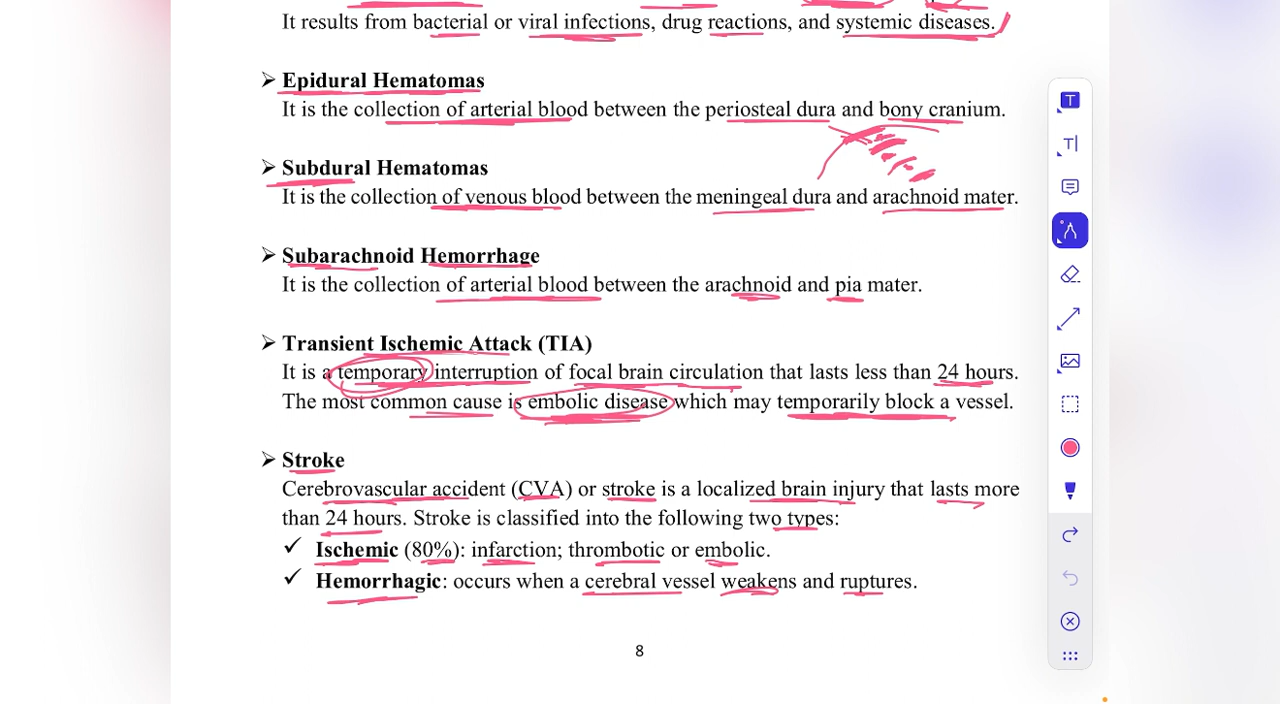 It results from bacterial or viral infections, drug reactions, and systemic diseases.
➢ Epidural Hematomas
It is the collection of arterial blood between the periosteal dura and bony cranium.
➢ Subdural Hematomas
It is the collection of venous blood between the meningeal dura and arachnoid mater.
➢ Subarachnoid Hemorrhage
It is the collection of arterial blood between the arachnoid and pia mater.
➢ Transient Ischemic Attack (TIA)
It is a temporary interruption of focal brain circulation that lasts less than 24 hours.
The most common cause is embolic disease which may temporarily block a vessel.
➢ Stroke
Cerebrovascular accident (CVA) or stroke is a localized brain injury that lasts more
than 24 hours. Stroke is classified into the following two types:
✓ Ischemic (80%): infarction; thrombotic or embolic.
✓ Hemorrhagic: occurs when a cerebral vessel weakens and ruptures.
8